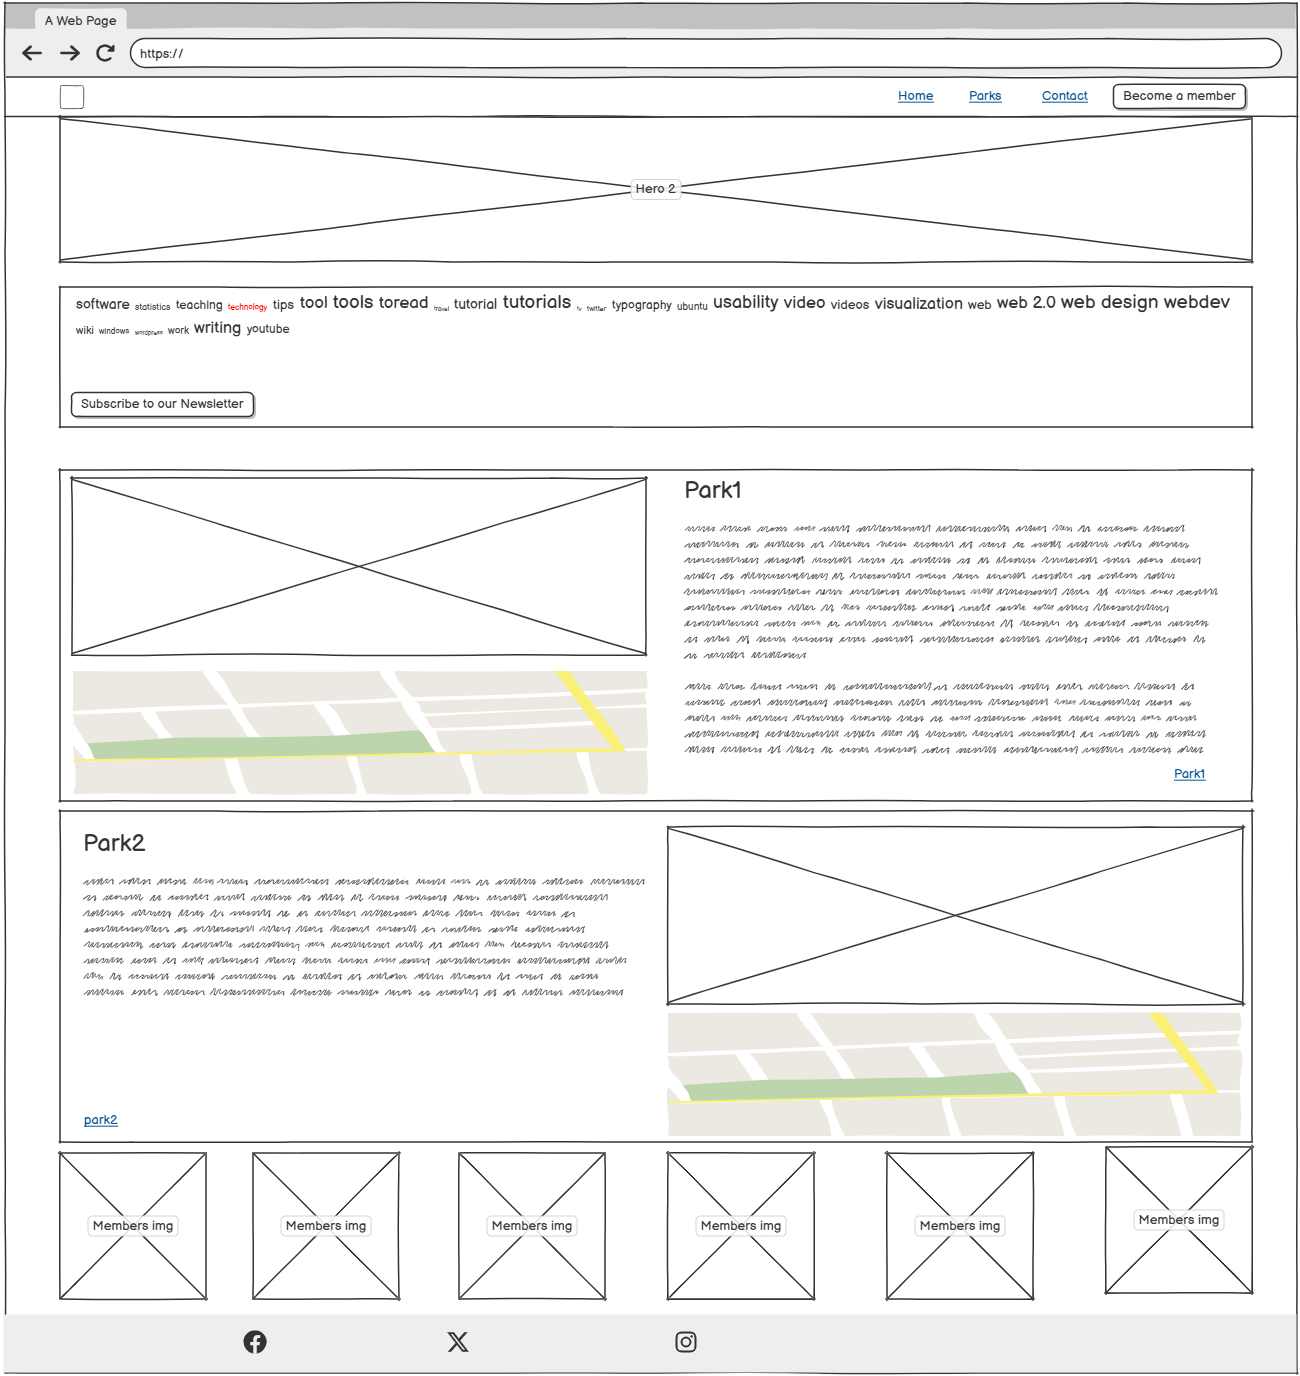 A Web Page
https://
Home Parks Contact Become a member
Hero 2
software statistics teaching technology tips tool tools toread travel tutorial tutorials tv twitter typography ubuntu usability video videos visualization web web 2.0 web design webdev
wiki windows wordpress work writing youtube
Subscribe to our Newsletter
Park1
Park1
Park2
park2
Members img Members img Members img Members img Members img Members img